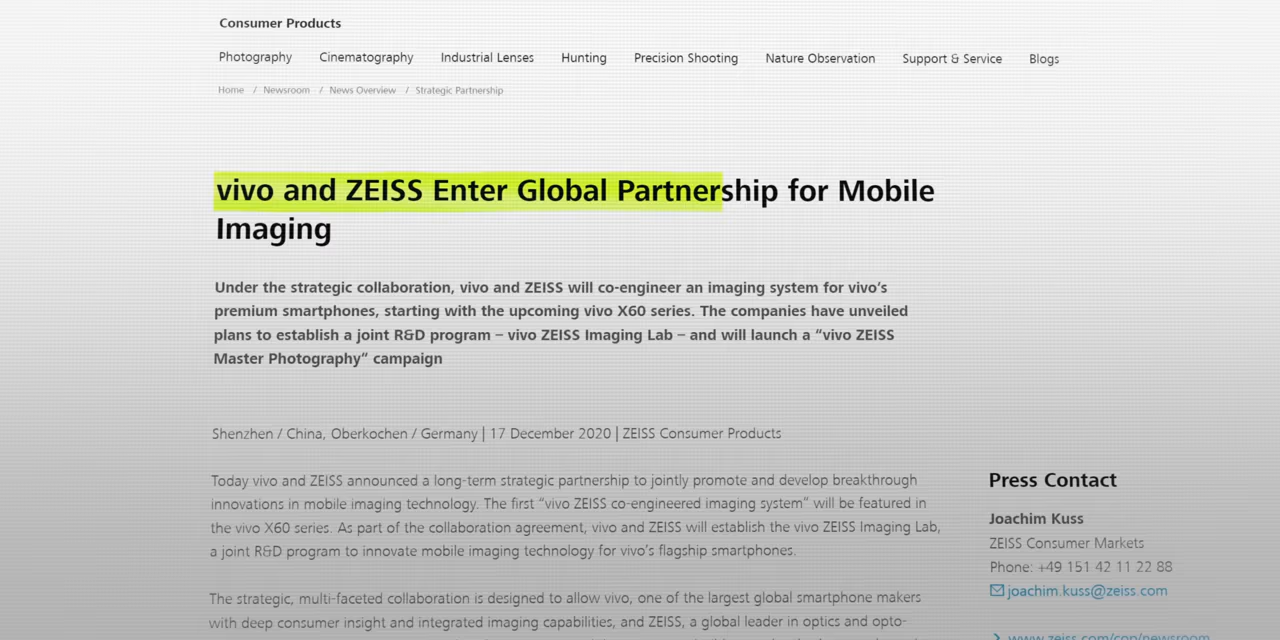 Consumer Products
Photography Cinematography Industrial Lenses Hunting Precision Shooting Nature Observation Support & Service Blogs
Home / Newsroom / News Overview / Strategic Partnership
vivo and ZEISS Enter Global Partnership for Mobile
Imaging
Under the strategic collaboration, vivo and ZEISS will co-engineer an imaging system for vivo’s
premium smartphones, starting with the upcoming vivo X60 series. The companies have unveiled
plans to establish a joint R&D program – vivo ZEISS Imaging Lab – and will launch a “vivo ZEISS
Master Photography” campaign
Shenzhen / China, Oberkochen / Germany | 17 December 2020 | ZEISS Consumer Products
Today vivo and ZEISS announced a long-term strategic partnership to jointly promote and develop breakthrough
innovations in mobile imaging technology. The first “vivo ZEISS co-engineered imaging system” will be featured in
the vivo X60 series. As part of the collaboration agreement, vivo and ZEISS will establish the vivo ZEISS Imaging Lab,
a joint R&D program to innovate mobile imaging technology for vivo’s flagship smartphones.
The strategic, multi-faceted collaboration is designed to allow vivo, one of the largest global smartphone makers
with deep consumer insight and integrated imaging capabilities, and ZEISS, a global leader in optics and opto-
Press Contact
Joachim Kuss
ZEISS Consumer Markets
Phone: +49 151 42 11 22 88
joachim.kuss@zeiss.com
www.zeiss.com/cop/newsroom